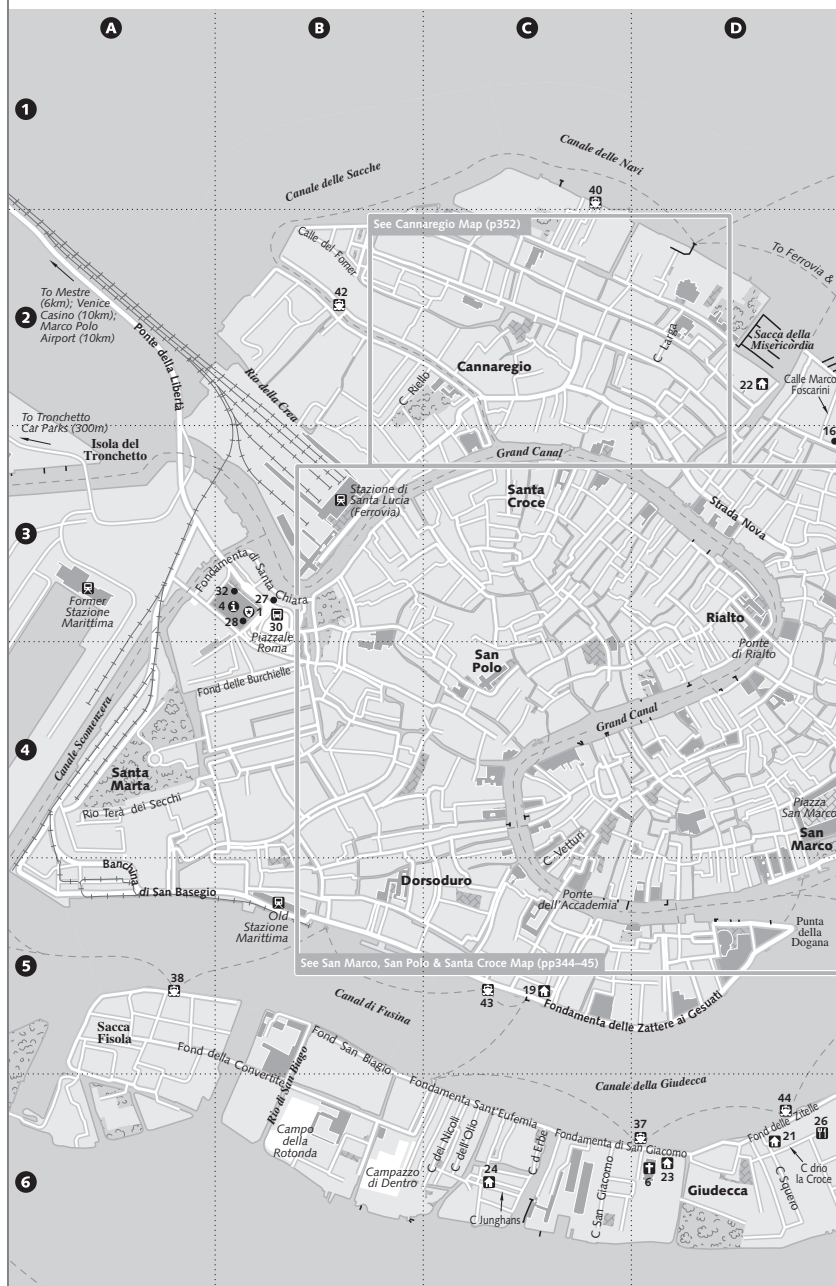 A
B
C
D
1
Canale delle Navi
Canale delle Sacche
40
See Cannaregio Map (p352)
Calle del Forner
To Ferrovia &
To Mestre
(6km); Venice
Casino (10km);
Marco Polo
Airport (10km)
42
2
Ponte della Libertà
C Larga
Sacca della
Misericordia
Cannaregio
Rio della Crea
C Riello
22
Calle Marco
Foscarini
To Tronchetto
Car Parks (300m)
16
Isola del
Tronchetto
Grand Canal
Stazione di
Santa Lucia
(Ferrovia)
Santa
Croce
Strada Nova
3
Fondamenta di Santa Chiara
32
27
4
1
28
30
Piazzale
Roma
Former
Stazione
Marittima
Rialto
Ponte
di Rialto
San
Polo
Fond delle Burchielle
Grand Canal
Canale Scomenzera
4
Santa
Marta
Rio Terà dei Secchi
Piazza
San Marco
San
Marco
C Vetturi
Banchina
di San Basegio
Dorsoduro
Ponte
dell'Accademia
Old
Stazione
Marittima
Punta
della
Dogana
5
See San Marco, San Polo & Santa Croce Map (pp344–45)
38
43
19
Canal di Fusina
Fondamenta delle Zattere ai Gesuati
Sacca
Fisola
Fond della Convertite
Rio di San Biago
Fond San Biagio
Canale della Giudecca
Fondamenta Sant'Eufemia
44
37
Fond delle Zitelle
26
21
Campo
della
Rotonda
C dei Nicoli
C dell'Olio
C d Erbe
Fondamenta di San Giacomo
C drio
la Croce
6
Campazzo
di Dentro
24
6
23
C San Giacomo
Giudecca
C Squero
C Junghans